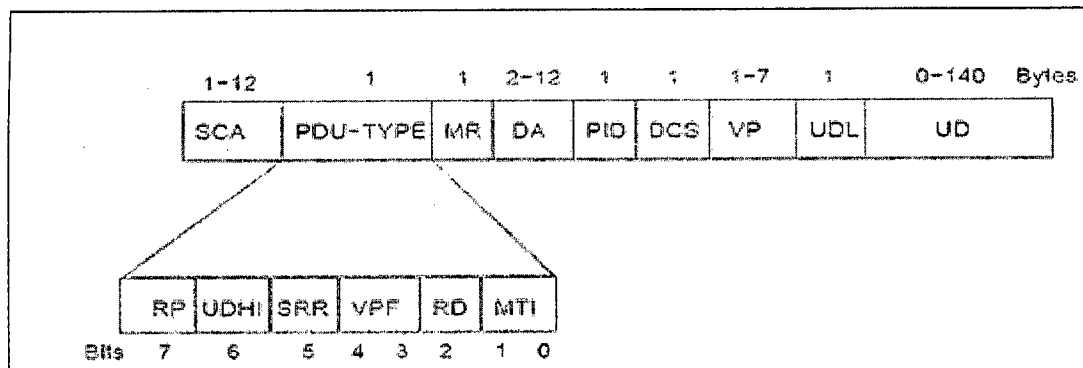 1-12 1 1 2-12 1 1 1-7 1 0-140 Bytes
SCA PDU-TYPE MR DA PID DCS VP UDL UD
RP UDHI SRR VPF RD MTI
Bits 7 6 5 4 3 2 1 0